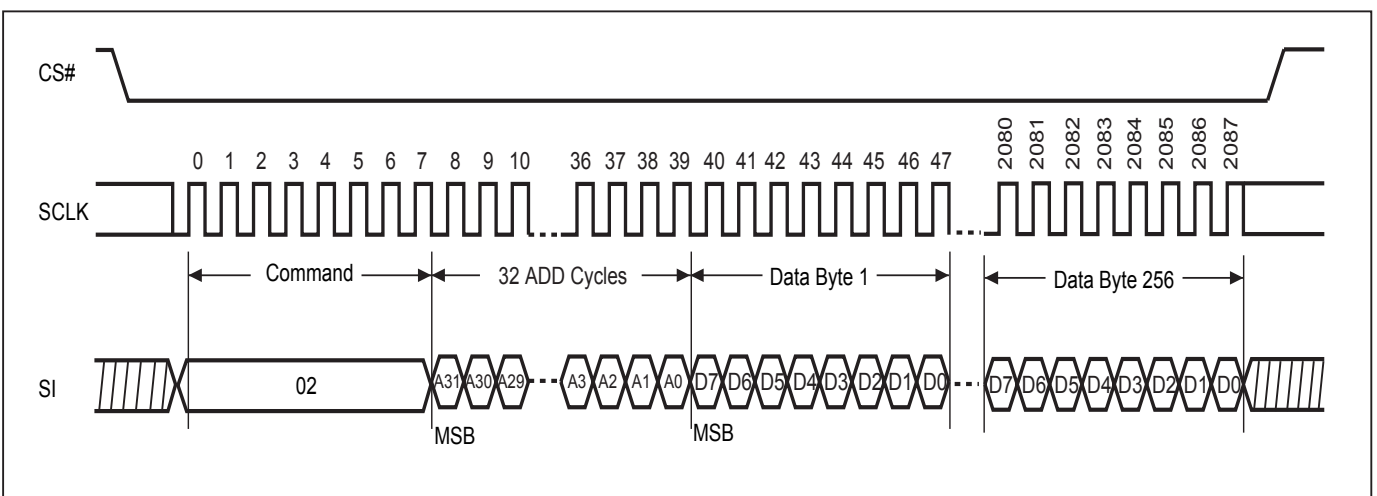 CS#
2080 2081 2082 2083 2084 2085 2086 2087
0 1 2 3 4 5 6 7 8 9 10 36 37 38 39 40 41 42 43 44 45 46 47
SCLK
Command 32 ADD Cycles Data Byte 1 Data Byte 256
SI 02 A31 A30 A29 A3 A2 A1 A0 D7 D6 D5 D4 D3 D2 D1 D0 D7 D6 D5 D4 D3 D2 D1 D0
MSB MSB